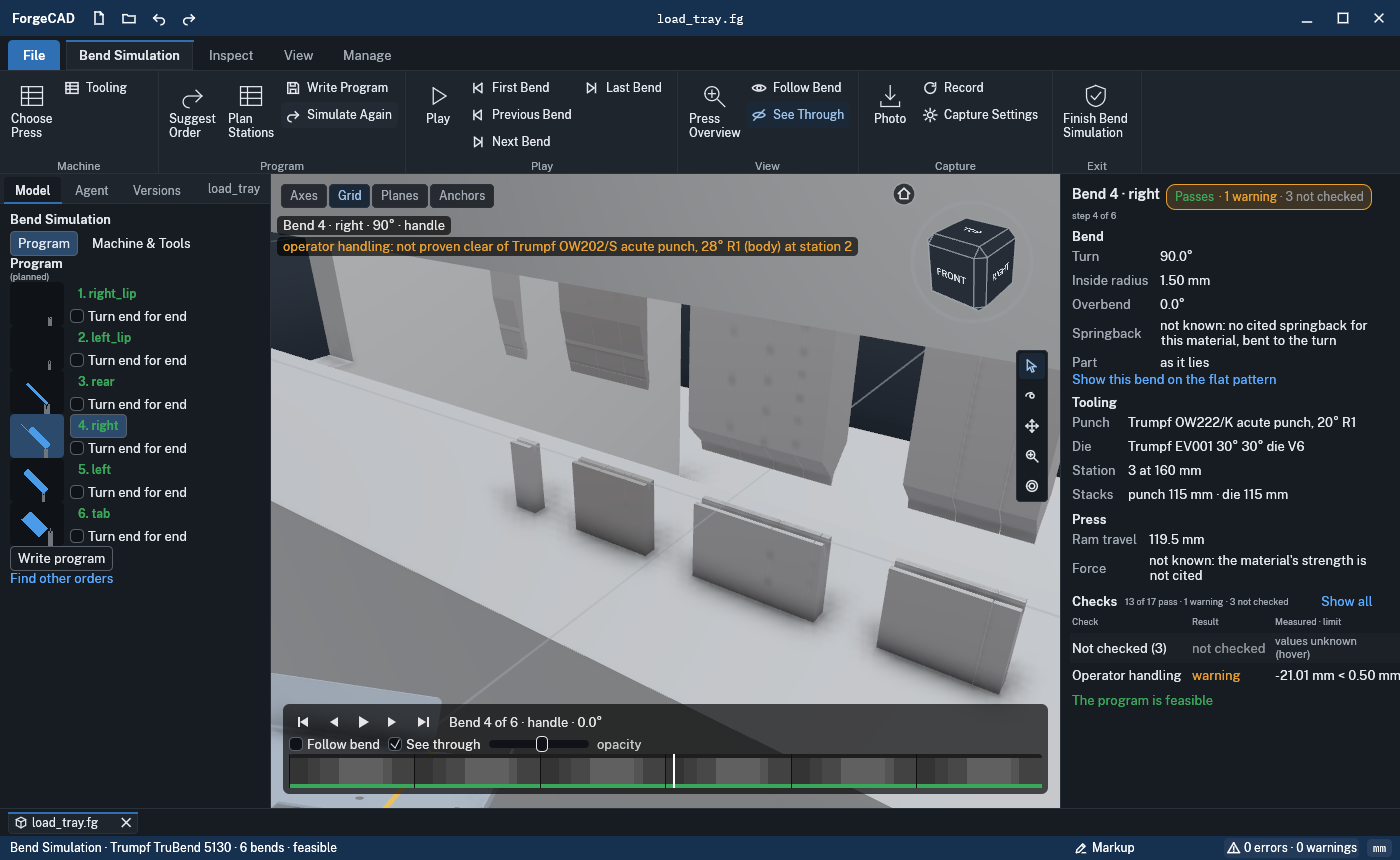 ForgeCAD
load_tray.fg
File
Bend Simulation
Inspect
View
Manage
Choose Press
Tooling
Machine
Suggest Order
Plan Stations
Write Program
Simulate Again
Program
Play
First Bend
Previous Bend
Next Bend
Last Bend
Play
Press Overview
Follow Bend
See Through
View
Photo
Record
Capture Settings
Capture
Finish Bend Simulation
Exit
Model
Agent
Versions
load_tray
Bend Simulation
Program
Machine & Tools
Program
(planned)
1. right_lip
Turn end for end
2. left_lip
Turn end for end
3. rear
Turn end for end
4. right
Turn end for end
5. left
Turn end for end
6. tab
Turn end for end
Write program
Find other orders
Axes
Grid
Planes
Anchors
Bend 4 · right · 90° · handle
operator handling: not proven clear of Trumpf OW202/S acute punch, 28° R1 (body) at station 2
TOP
FRONT
RIGHT
Bend 4 of 6 · handle · 0.0°
Follow bend
See through
opacity
Bend 4 · right
Passes · 1 warning · 3 not checked
step 4 of 6
Bend
Turn 90.0°
Inside radius 1.50 mm
Overbend 0.0°
Springback not known: no cited springback for this material, bent to the turn
Part as it lies
Show this bend on the flat pattern
Tooling
Punch Trumpf OW222/K acute punch, 20° R1
Die Trumpf EV001 30° 30° die V6
Station 3 at 160 mm
Stacks punch 115 mm · die 115 mm
Press
Ram travel 119.5 mm
Force not known: the material's strength is not cited
Checks 13 of 17 pass · 1 warning · 3 not checked Show all
Check Result Measured · limit
Not checked (3) not checked values unknown (hover)
Operator handling warning -21.01 mm < 0.50 mm
The program is feasible
load_tray.fg
Bend Simulation · Trumpf TruBend 5130 · 6 bends · feasible
Markup
0 errors · 0 warnings
mm